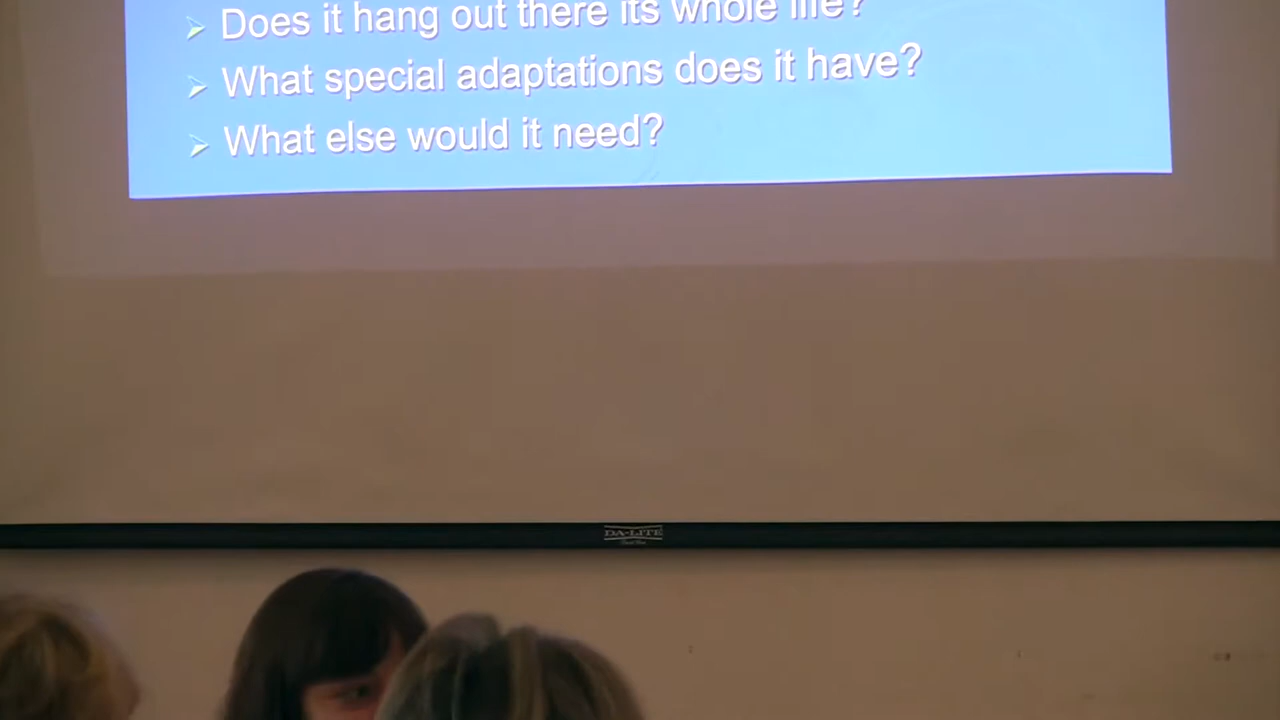 Does it hang out there its whole life?
What special adaptations does it have?
What else would it need?
DA-LITE